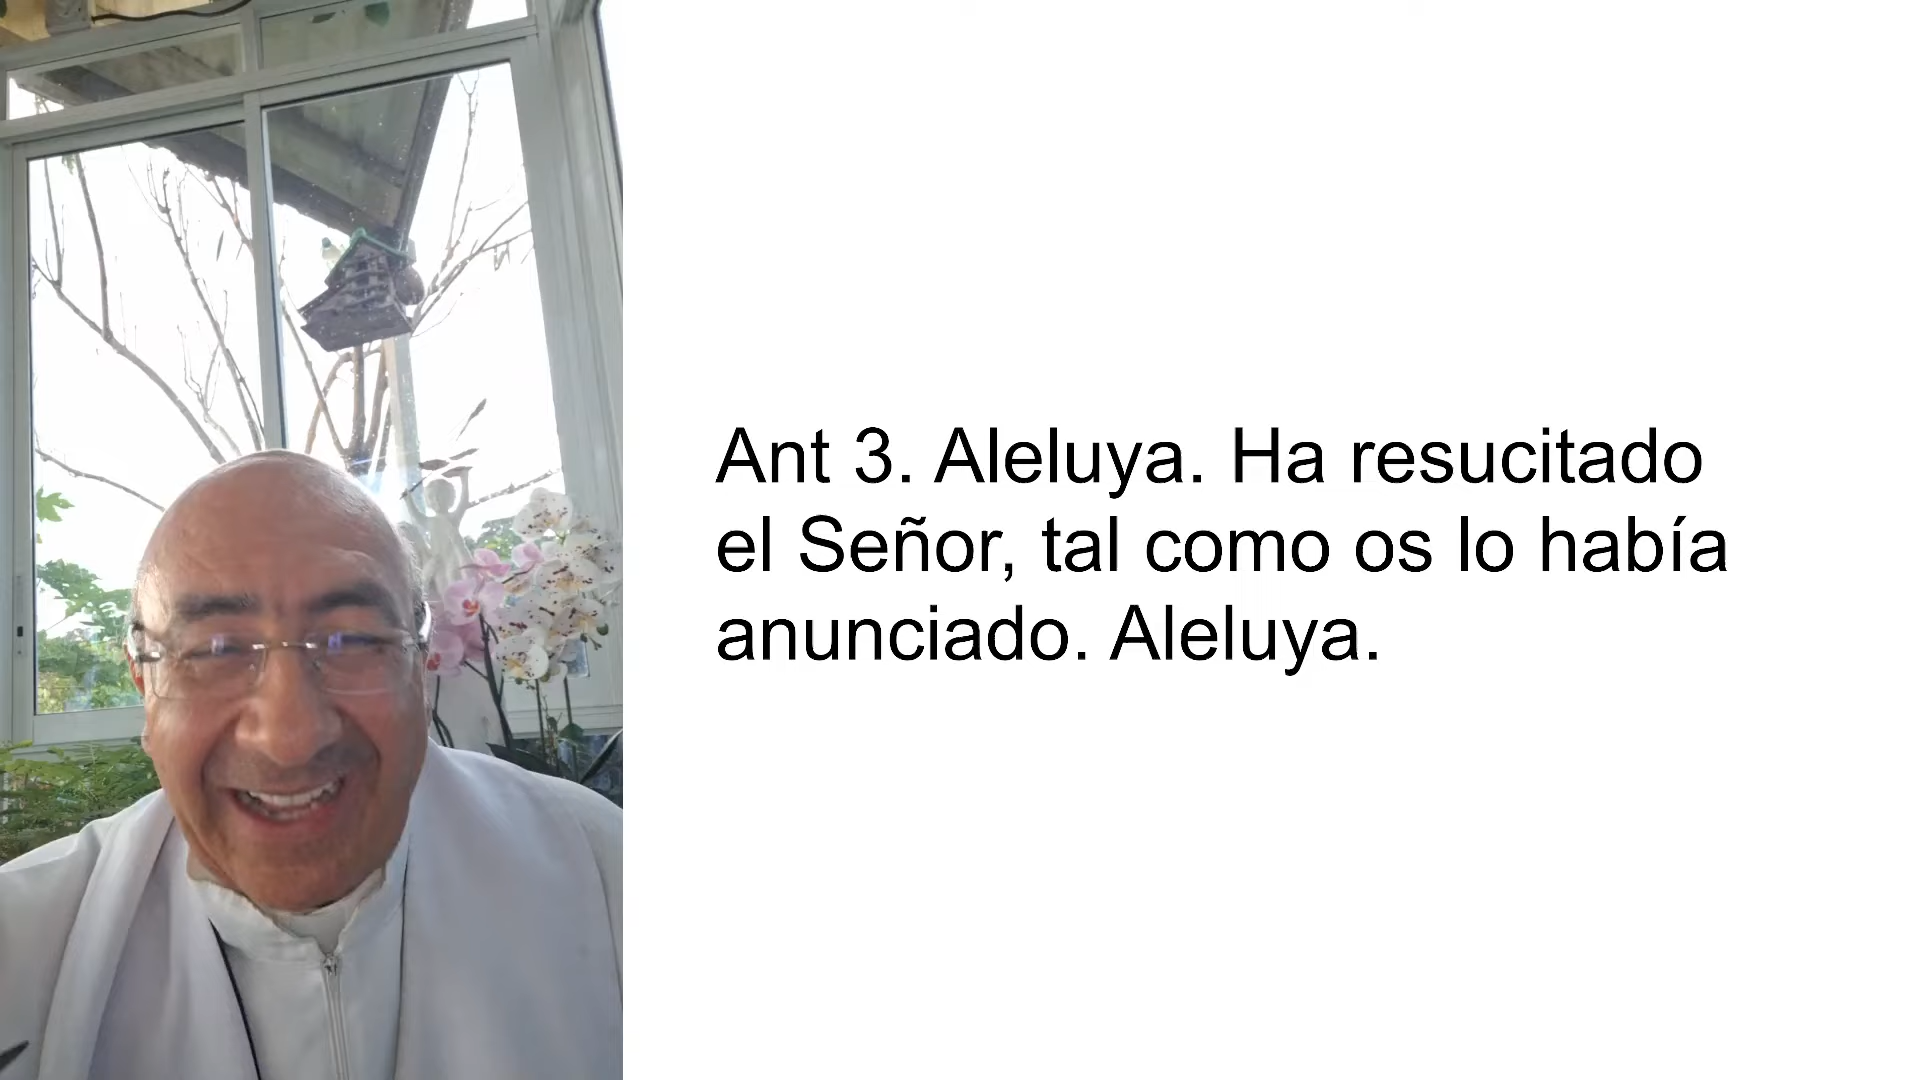 Ant 3. Aleluya. Ha resucitado
el Señor, tal como os lo había
anunciado. Aleluya.